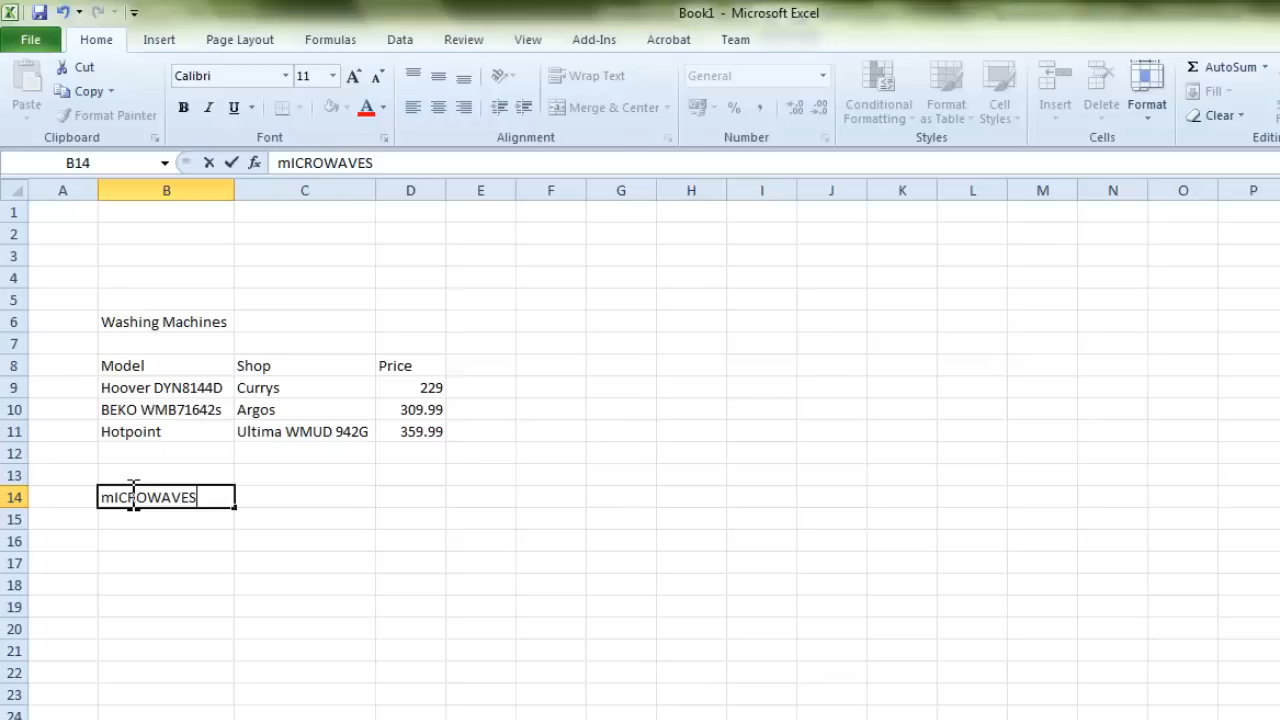 Book1 - Microsoft Excel
File Home Insert Page Layout Formulas Data Review View Add-Ins Acrobat Team
Paste Cut Copy Format Painter Clipboard
Calibri 11 B I U A Font
Wrap Text Merge & Center Alignment
General % , Number
Conditional Formatting Format as Table Cell Styles Styles
Insert Delete Format Cells
Σ AutoSum Fill Clear Editin
B14 fx mICROWAVES
A B C D E F G H I J K L M N O P
1
2
3
4
5
6 Washing Machines
7
8 Model Shop Price
9 Hoover DYN8144D Currys 229
10 BEKO WMB71642s Argos 309.99
11 Hotpoint Ultima WMUD 942G 359.99
12
13
14 mICROWAVES
15
16
17
18
19
20
21
22
23
24